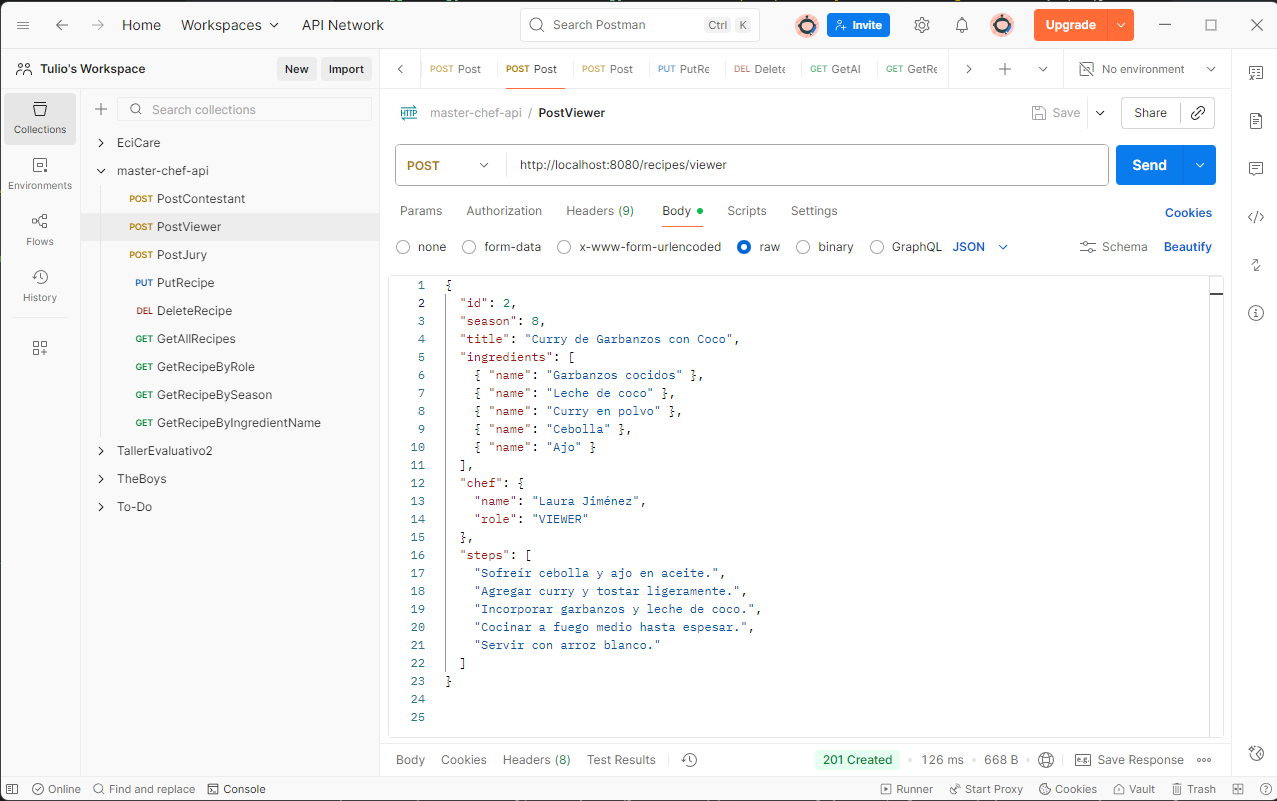 Home Workspaces API Network Search Postman Ctrl K Invite Upgrade
Tulio's Workspace New Import
POST Post POST Post POST Post PUT PutRe DEL Delete GET GetAl GET GetRe No environment
Collections
Environments
Flows
History
Search collections
EciCare
master-chef-api
POST PostContestant
POST PostViewer
POST PostJury
PUT PutRecipe
DEL DeleteRecipe
GET GetAllRecipes
GET GetRecipeByRole
GET GetRecipeBySeason
GET GetRecipeByIngredientName
TallerEvaluativo2
TheBoys
To-Do
HTTP master-chef-api / PostViewer Save Share
POST http://localhost:8080/recipes/viewer Send
Params Authorization Headers (9) Body Scripts Settings Cookies
none form-data x-www-form-urlencoded raw binary GraphQL JSON Schema Beautify
1 {
2 "id": 2,
3 "season": 8,
4 "title": "Curry de Garbanzos con Coco",
5 "ingredients": [
6 { "name": "Garbanzos cocidos" },
7 { "name": "Leche de coco" },
8 { "name": "Curry en polvo" },
9 { "name": "Cebolla" },
10 { "name": "Ajo" }
11 ],
12 "chef": {
13 "name": "Laura Jiménez",
14 "role": "VIEWER"
15 },
16 "steps": [
17 "Sofreír cebolla y ajo en aceite.",
18 "Agregar curry y tostar ligeramente.",
19 "Incorporar garbanzos y leche de coco.",
20 "Cocinar a fuego medio hasta espesar.",
21 "Servir con arroz blanco."
22 ]
23 }
24
25
Body Cookies Headers (8) Test Results 201 Created 126 ms 668 B e.g. Save Response
Online Find and replace Console Runner Start Proxy Cookies Vault Trash